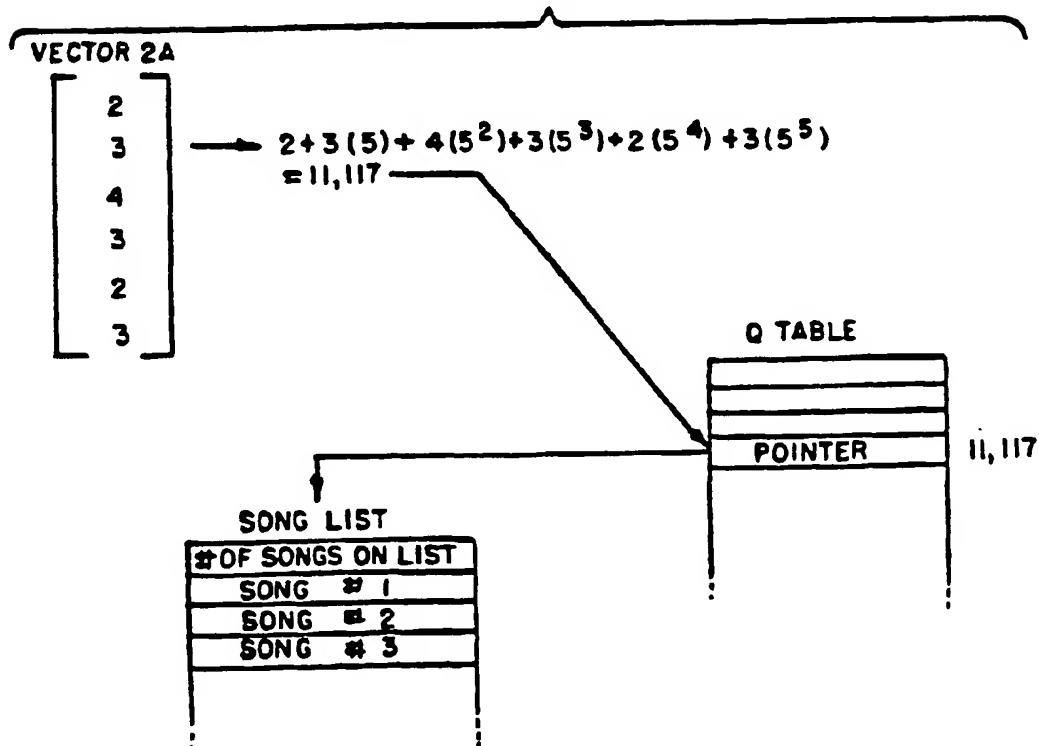 VECTOR 2A
2
3
4
3
2
3
2+3(5)+4(5²)+3(5³)+2(5⁴)+3(5⁵)
=11,117
Q TABLE
POINTER
11,117
SONG LIST
#OF SONGS ON LIST
SONG # 1
SONG # 2
SONG # 3